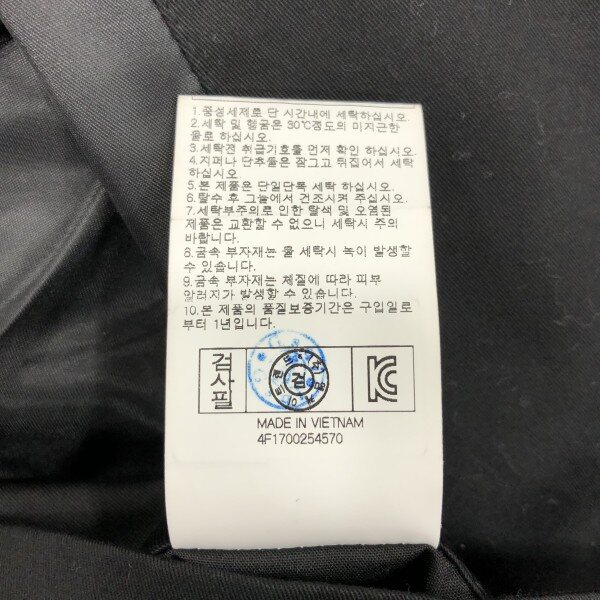 1.중성세제로 단 시간내에 세탁하십시오.
2.세탁 및 헹굼은 30℃정도의 미지근한
물로 하십시오.
3.세탁전 취급기호를 먼저 확인 하십시오.
4.지퍼나 단추들은 잠그고 뒤집어서 세탁
하십시오.
5.본 제품은 단일단독 세탁 하십시오.
6.탈수 후 그늘에서 건조시켜 주십시오.
7.세탁부주의로 인한 탈색 및 오염된
제품은 교환할 수 없으니 세탁시 주의
바랍니다.
8.금속 부자재는 물 세탁시 녹이 발생할
수 있습니다.
9.금속 부자재는 체질에 따라 피부
알러지가 발생할 수 있습니다.
10.본 제품의 품질보증기간은 구입일로
부터 1년입니다.
검사필
검
KC
MADE IN VIETNAM
4F1700254570